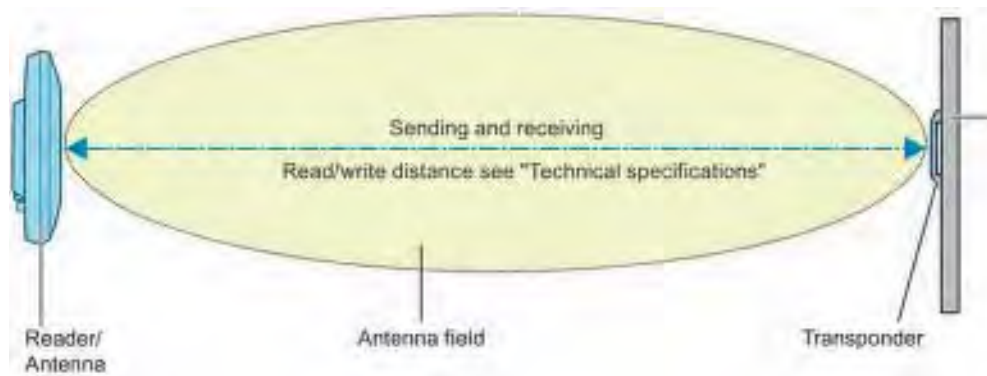 Sending and receiving
Read/write distance see "Technical specifications"
Reader/
Antenna
Antenna field
Transponder